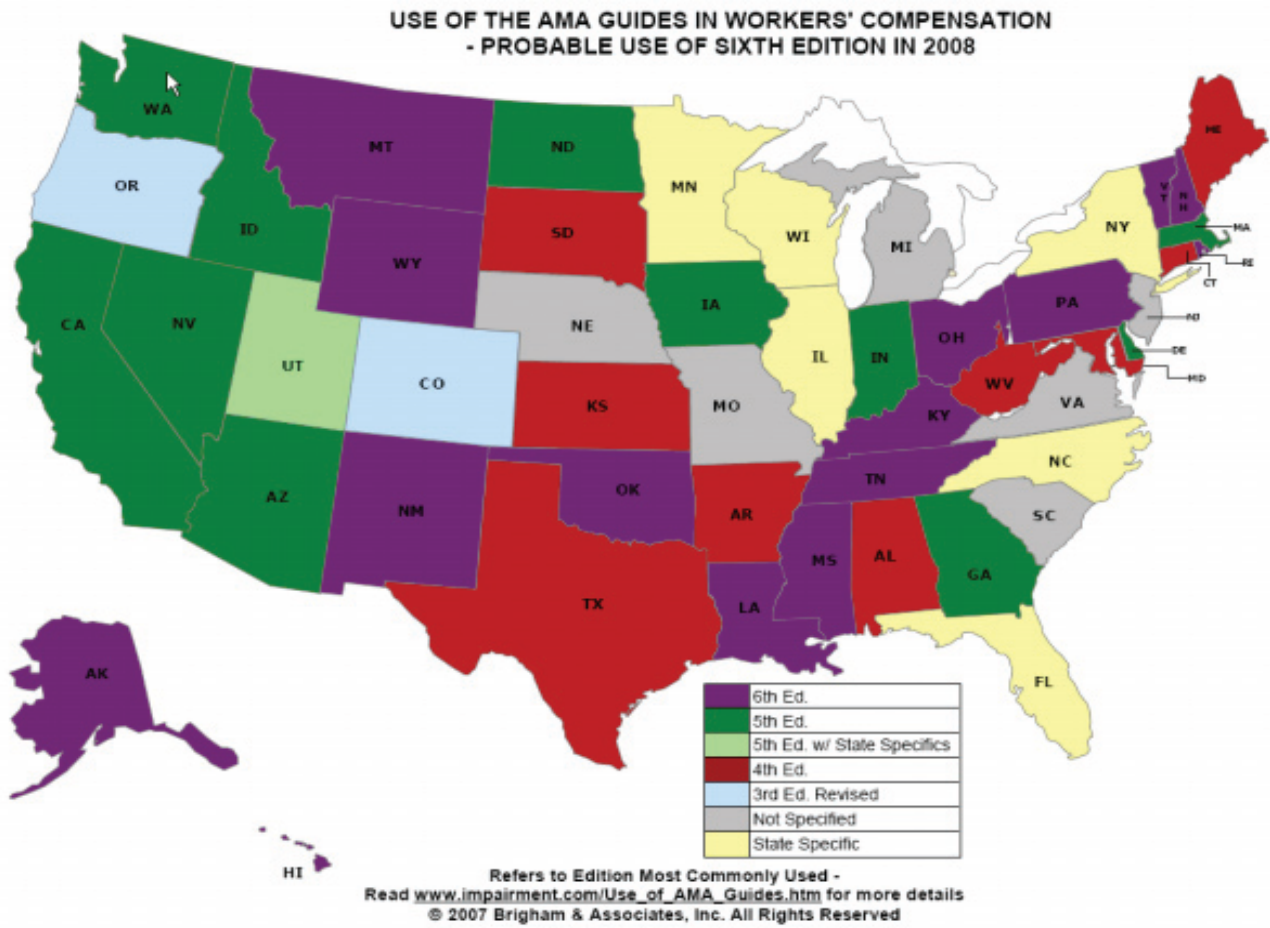 USE OF THE AMA GUIDES IN WORKERS' COMPENSATION
- PROBABLE USE OF SIXTH EDITION IN 2008
WA
MT
ND
MN
ME
OR
ID
SD
WI
MI
NY
VT
NH
MA
RI
CT
WY
CA
NV
UT
CO
NE
IA
IL
IN
OH
PA
NJ
DE
MD
WV
VA
KS
MO
KY
NC
TN
SC
AZ
NM
OK
AR
MS
AL
GA
TX
LA
FL
AK
HI
6th Ed.
5th Ed.
5th Ed. w/ State Specifics
4th Ed.
3rd Ed. Revised
Not Specified
State Specific
Refers to Edition Most Commonly Used -
Read www.impairment.com/Use_of_AMA_Guides.htm for more details
© 2007 Brigham & Associates, Inc. All Rights Reserved